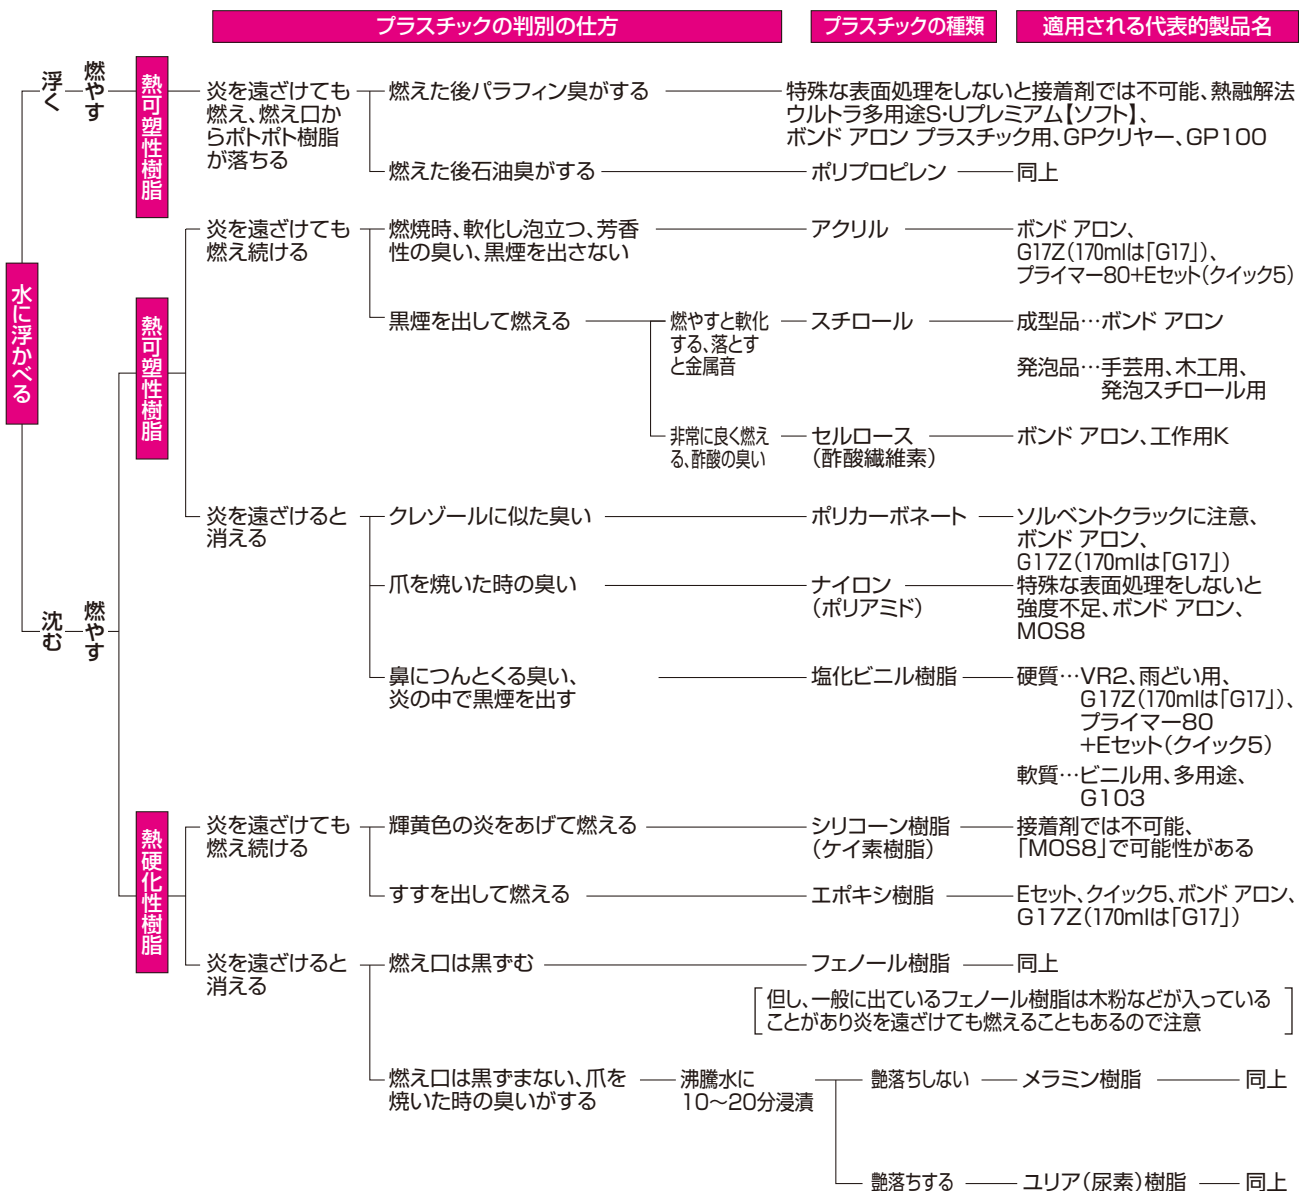 プラスチックの判別の仕方
プラスチックの種類
適用される代表的製品名
水に浮かべる
浮く
燃やす
熱可塑性樹脂
炎を遠ざけても
燃え、燃え口か
らポトポト樹脂
が落ちる
燃えた後パラフィン臭がする
特殊な表面処理をしないと接着剤では不可能、熱融解法
ウルトラ多用途S・Uプレミアム【ソフト】、
ボンド アロン プラスチック用、GPクリヤー、GP100
燃えた後石油臭がする
ポリプロピレン
同上
沈む
燃やす
熱可塑性樹脂
炎を遠ざけても
燃え続ける
燃焼時、軟化し泡立つ、芳香
性の臭い、黒煙を出さない
アクリル
ボンド アロン、
G17Z(170mlは「G17」)、
プライマー80+Eセット(クイック5)
黒煙を出して燃える
燃やすと軟化
する、落とす
と金属音
スチロール
成型品…ボンド アロン
発泡品…手芸用、木工用、
発泡スチロール用
非常に良く燃え
る、酢酸の臭い
セルロース
(酢酸繊維素)
ボンド アロン、工作用K
炎を遠ざけると
消える
クレゾールに似た臭い
ポリカーボネート
ソルベントクラックに注意、
ボンド アロン、
G17Z(170mlは「G17」)
爪を焼いた時の臭い
ナイロン
(ポリアミド)
特殊な表面処理をしないと
強度不足、ボンド アロン、
MOS8
鼻につんとくる臭い、
炎の中で黒煙を出す
塩化ビニル樹脂
硬質…VR2、雨どい用、
G17Z(170mlは「G17」)、
プライマー80
+Eセット(クイック5)
軟質…ビニル用、多用途、
G103
熱硬化性樹脂
炎を遠ざけても
燃え続ける
輝黄色の炎をあげて燃える
シリコーン樹脂
(ケイ素樹脂)
接着剤では不可能、
「MOS8」で可能性がある
すすを出して燃える
エポキシ樹脂
Eセット、クイック5、ボンド アロン、
G17Z(170mlは「G17」)
炎を遠ざけると
消える
燃え口は黒ずむ
フェノール樹脂
同上
但し、一般に出ているフェノール樹脂は木粉などが入っている
ことがあり炎を遠ざけても燃えることもあるので注意
燃え口は黒ずまない、爪を
焼いた時の臭いがする
沸騰水に
10〜20分浸漬
艶落ちしない
メラミン樹脂
同上
艶落ちする
ユリア(尿素)樹脂
同上